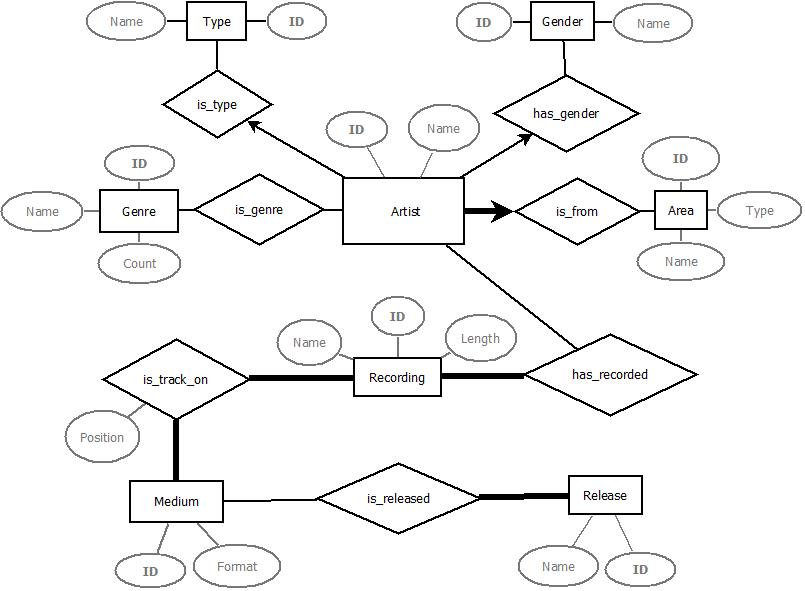 Name
Type
ID
ID
Gender
Name
is_type
has_gender
ID
Name
ID
ID
Name
Genre
is_genre
Artist
is_from
Area
Type
Count
Name
ID
Name
Length
is_track_on
Recording
has_recorded
Position
Medium
is_released
Release
ID
Format
Name
ID